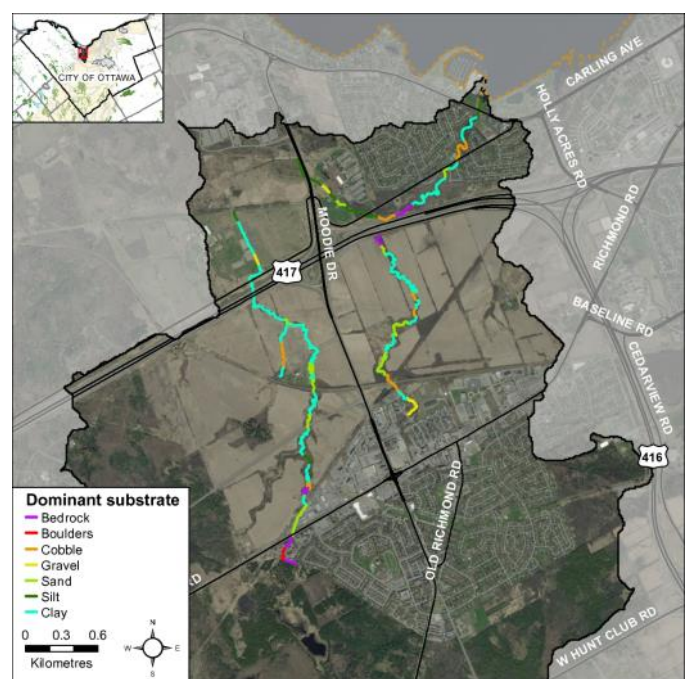 CITY OF OTTAWA
CARLING AVE
HOLLY ACRES RD
RICHMOND RD
MOODIE DR
417
BASELINE RD
CEDARVIEW RD
416
OLD RICHMOND RD
RD
W HUNT CLUB RD
Dominant substrate
Bedrock
Boulders
Cobble
Gravel
Sand
Silt
Clay
0 0.3 0.6
Kilometres
N
W E
S